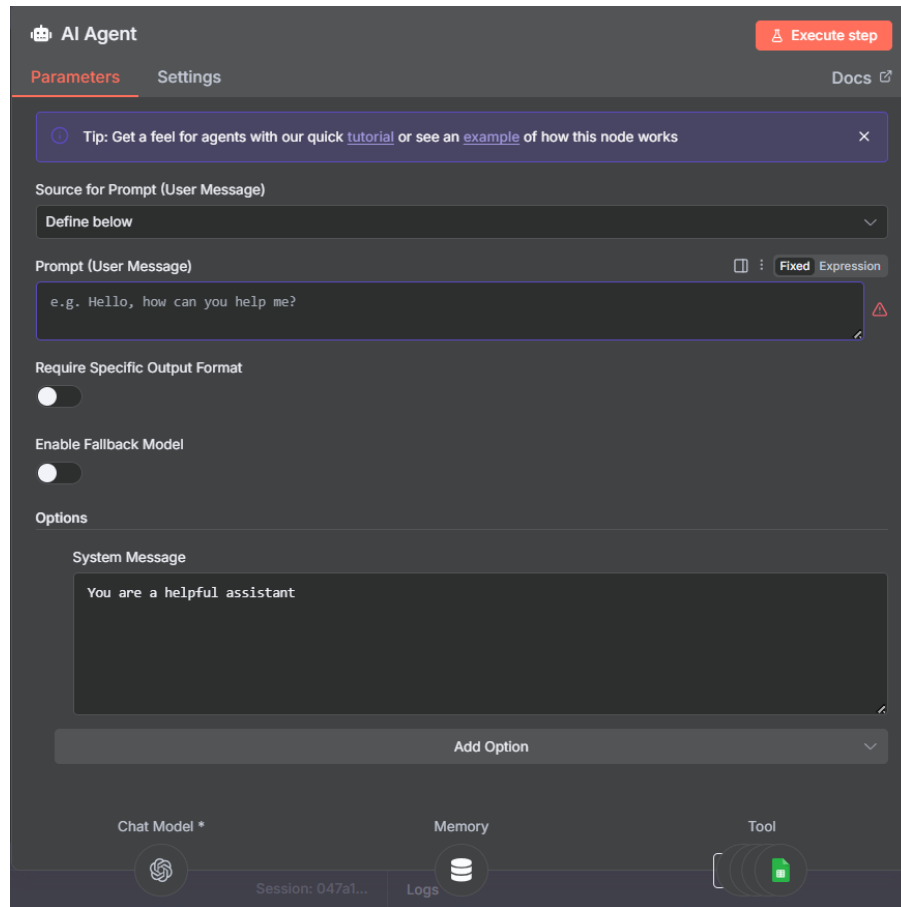 AI Agent
Execute step
Parameters
Settings
Docs
Tip: Get a feel for agents with our quick tutorial or see an example of how this node works
Source for Prompt (User Message)
Define below
Prompt (User Message)
Fixed
Expression
e.g. Hello, how can you help me?
Require Specific Output Format
Enable Fallback Model
Options
System Message
You are a helpful assistant
Add Option
Chat Model *
Memory
Tool
Session: 047a1...
Logs